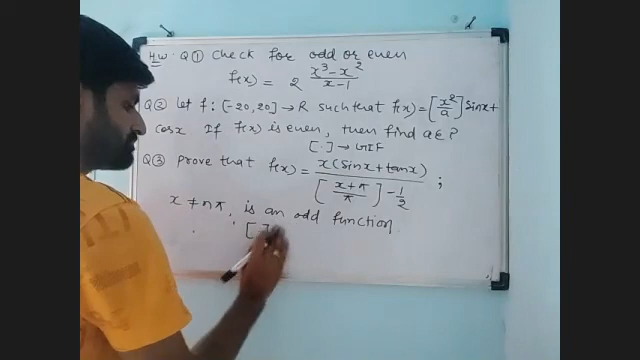 H.W. Q① Check for odd or even
f(x) = 2 (x³ - x²)/(x - 1)
Q② let f: [-20,20] → R such that f(x) = [x²/a] sinx +
cosx If f(x) is even, then find a∈?
[.] → GIF
Q③ prove that f(x) = x(sinx + tanx)/([(x+π)/π] - 1/2) ;
x ≠ nπ, is an odd function.
[